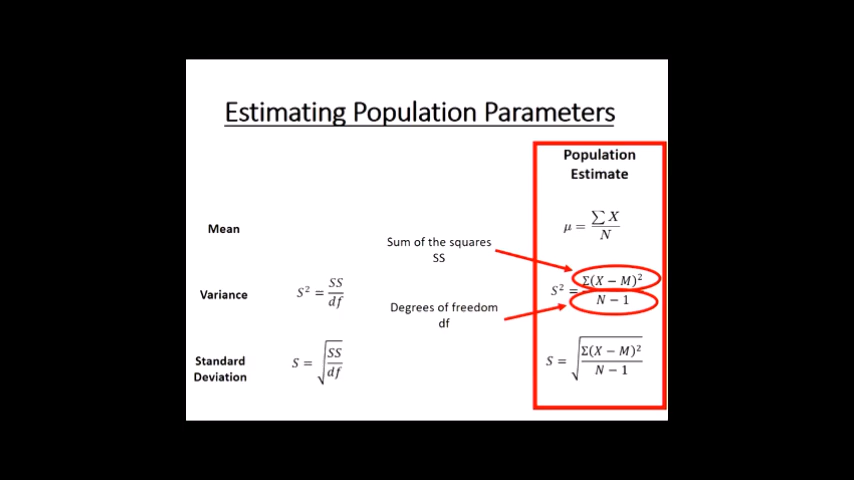 Estimating Population Parameters
Population
Estimate
Mean
μ = ∑X / N
Sum of the squares
SS
Variance
S² = SS / df
S² = Σ(X − M)² / N − 1
Degrees of freedom
df
Standard
Deviation
S = √(SS / df)
S = √(Σ(X − M)² / N − 1)